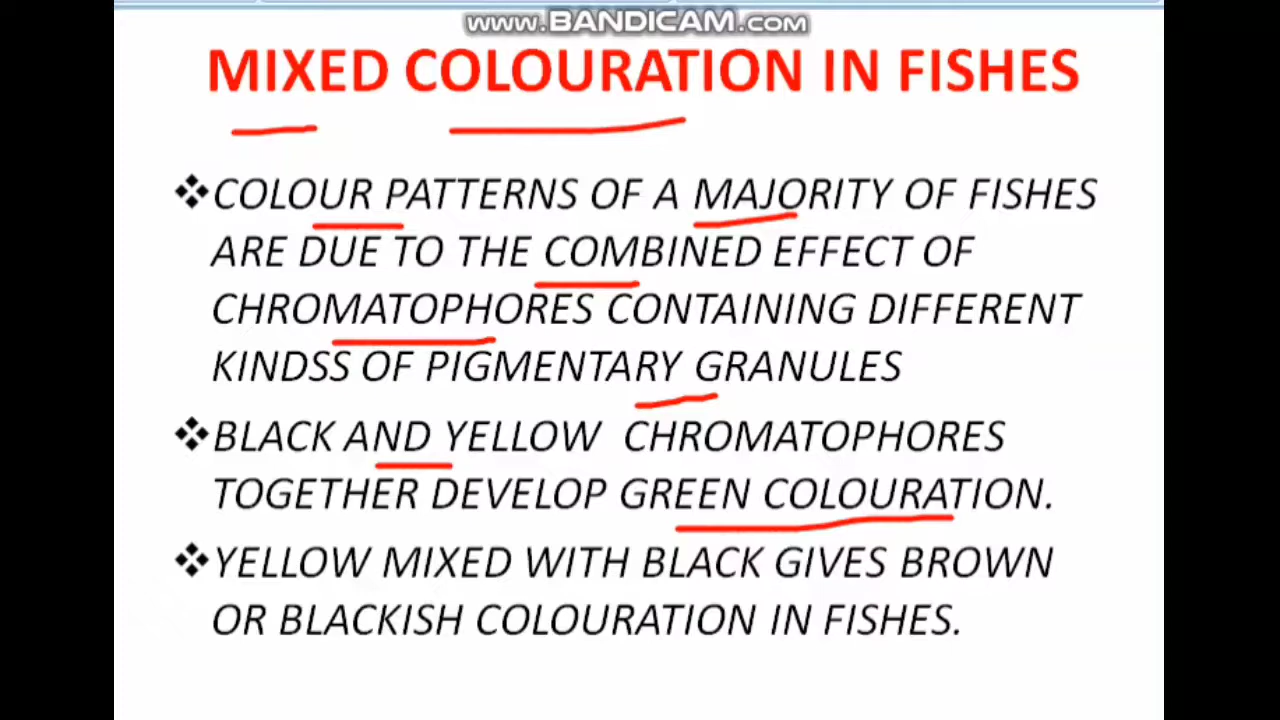 www.BANDICAM.com
MIXED COLOURATION IN FISHES
❖COLOUR PATTERNS OF A MAJORITY OF FISHES
ARE DUE TO THE COMBINED EFFECT OF
CHROMATOPHORES CONTAINING DIFFERENT
KINDSS OF PIGMENTARY GRANULES
❖BLACK AND YELLOW CHROMATOPHORES
TOGETHER DEVELOP GREEN COLOURATION.
❖YELLOW MIXED WITH BLACK GIVES BROWN
OR BLACKISH COLOURATION IN FISHES.